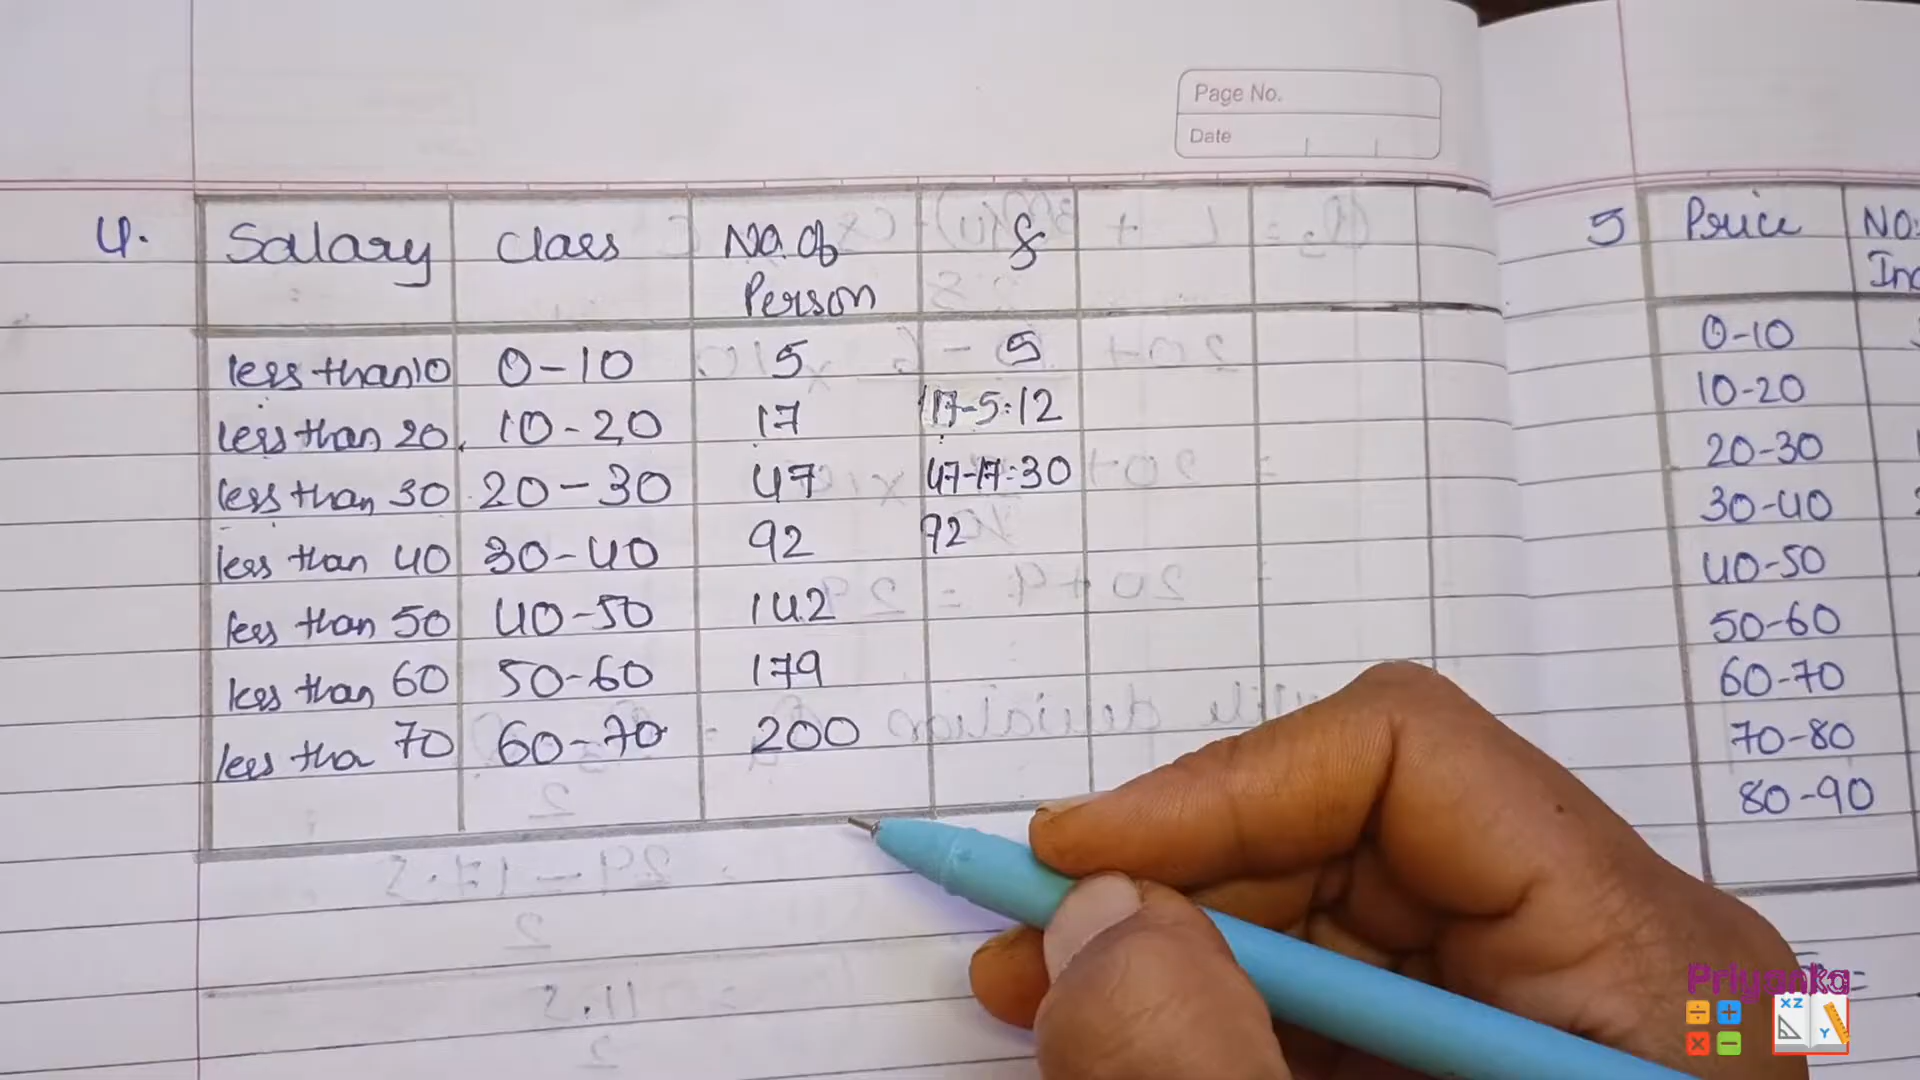 Page No.
Date
4.
Salary Class No. of Person f
less than 10 0-10 5 5
less than 20 10-20 17 17-5:12
less than 30 20-30 47 47-17:30
less than 40 30-40 92 92
less than 50 40-50 142
less than 60 50-60 179
less tha 70 60-70 200
5 Price NO:
0-10
10-20
20-30
30-40
40-50
50-60
60-70
70-80
80-90
Priyanka
XZ
Y